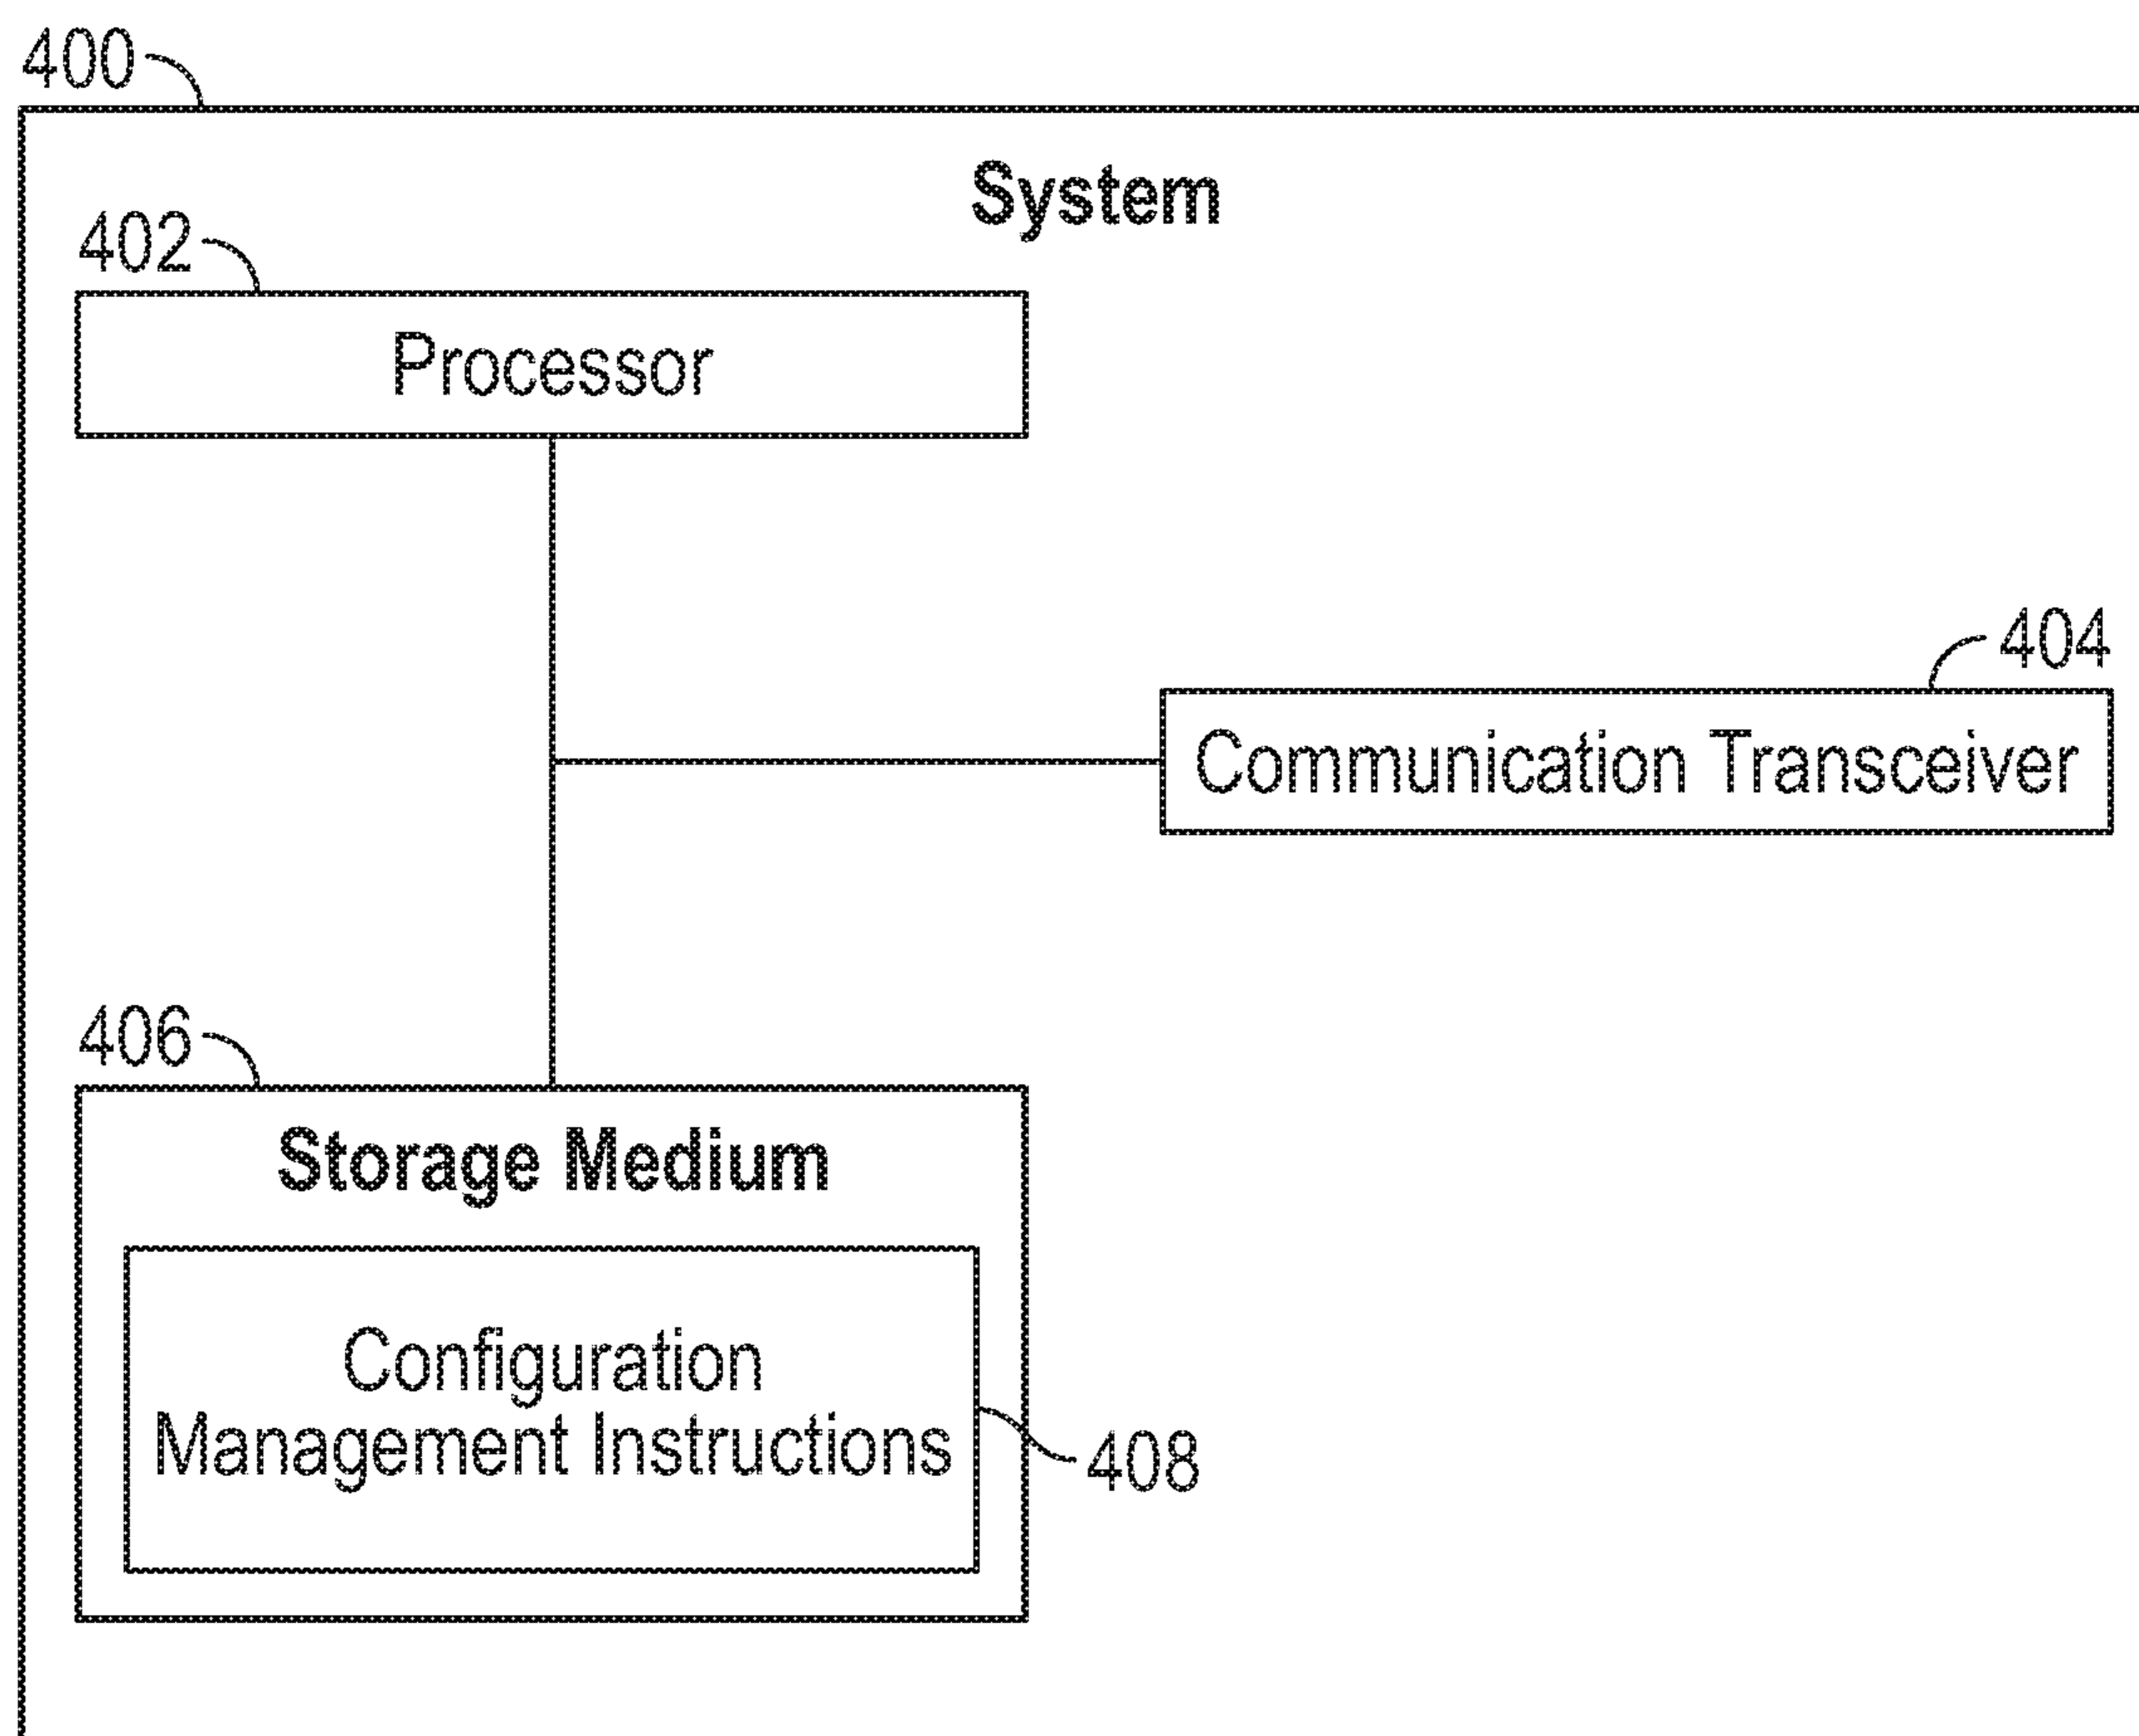 400
System
402
Processor
404
Communication Transceiver
406
Storage Medium
Configuration
Management Instructions
408